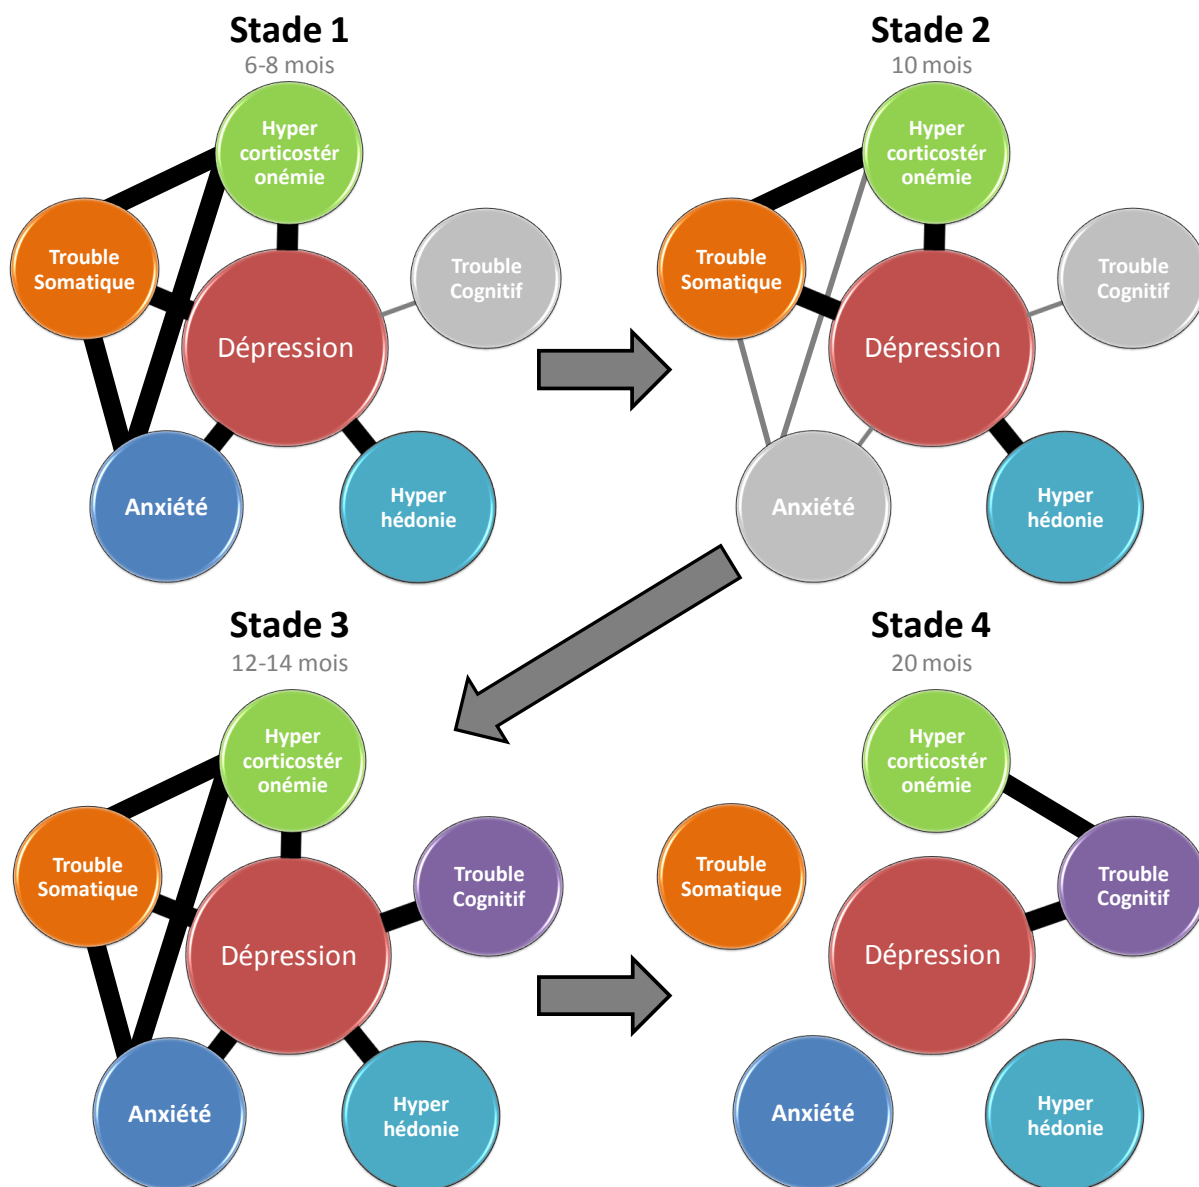 Stade 1
6-8 mois
Hyper
corticostér
onémie
Trouble
Somatique
Trouble
Cognitif
Dépression
Anxiété
Hyper
hédonie
Stade 2
10 mois
Hyper
corticostér
onémie
Trouble
Somatique
Trouble
Cognitif
Dépression
Anxiété
Hyper
hédonie
Stade 3
12-14 mois
Hyper
corticostér
onémie
Trouble
Somatique
Trouble
Cognitif
Dépression
Anxiété
Hyper
hédonie
Stade 4
20 mois
Hyper
corticostér
onémie
Trouble
Somatique
Trouble
Cognitif
Dépression
Anxiété
Hyper
hédonie